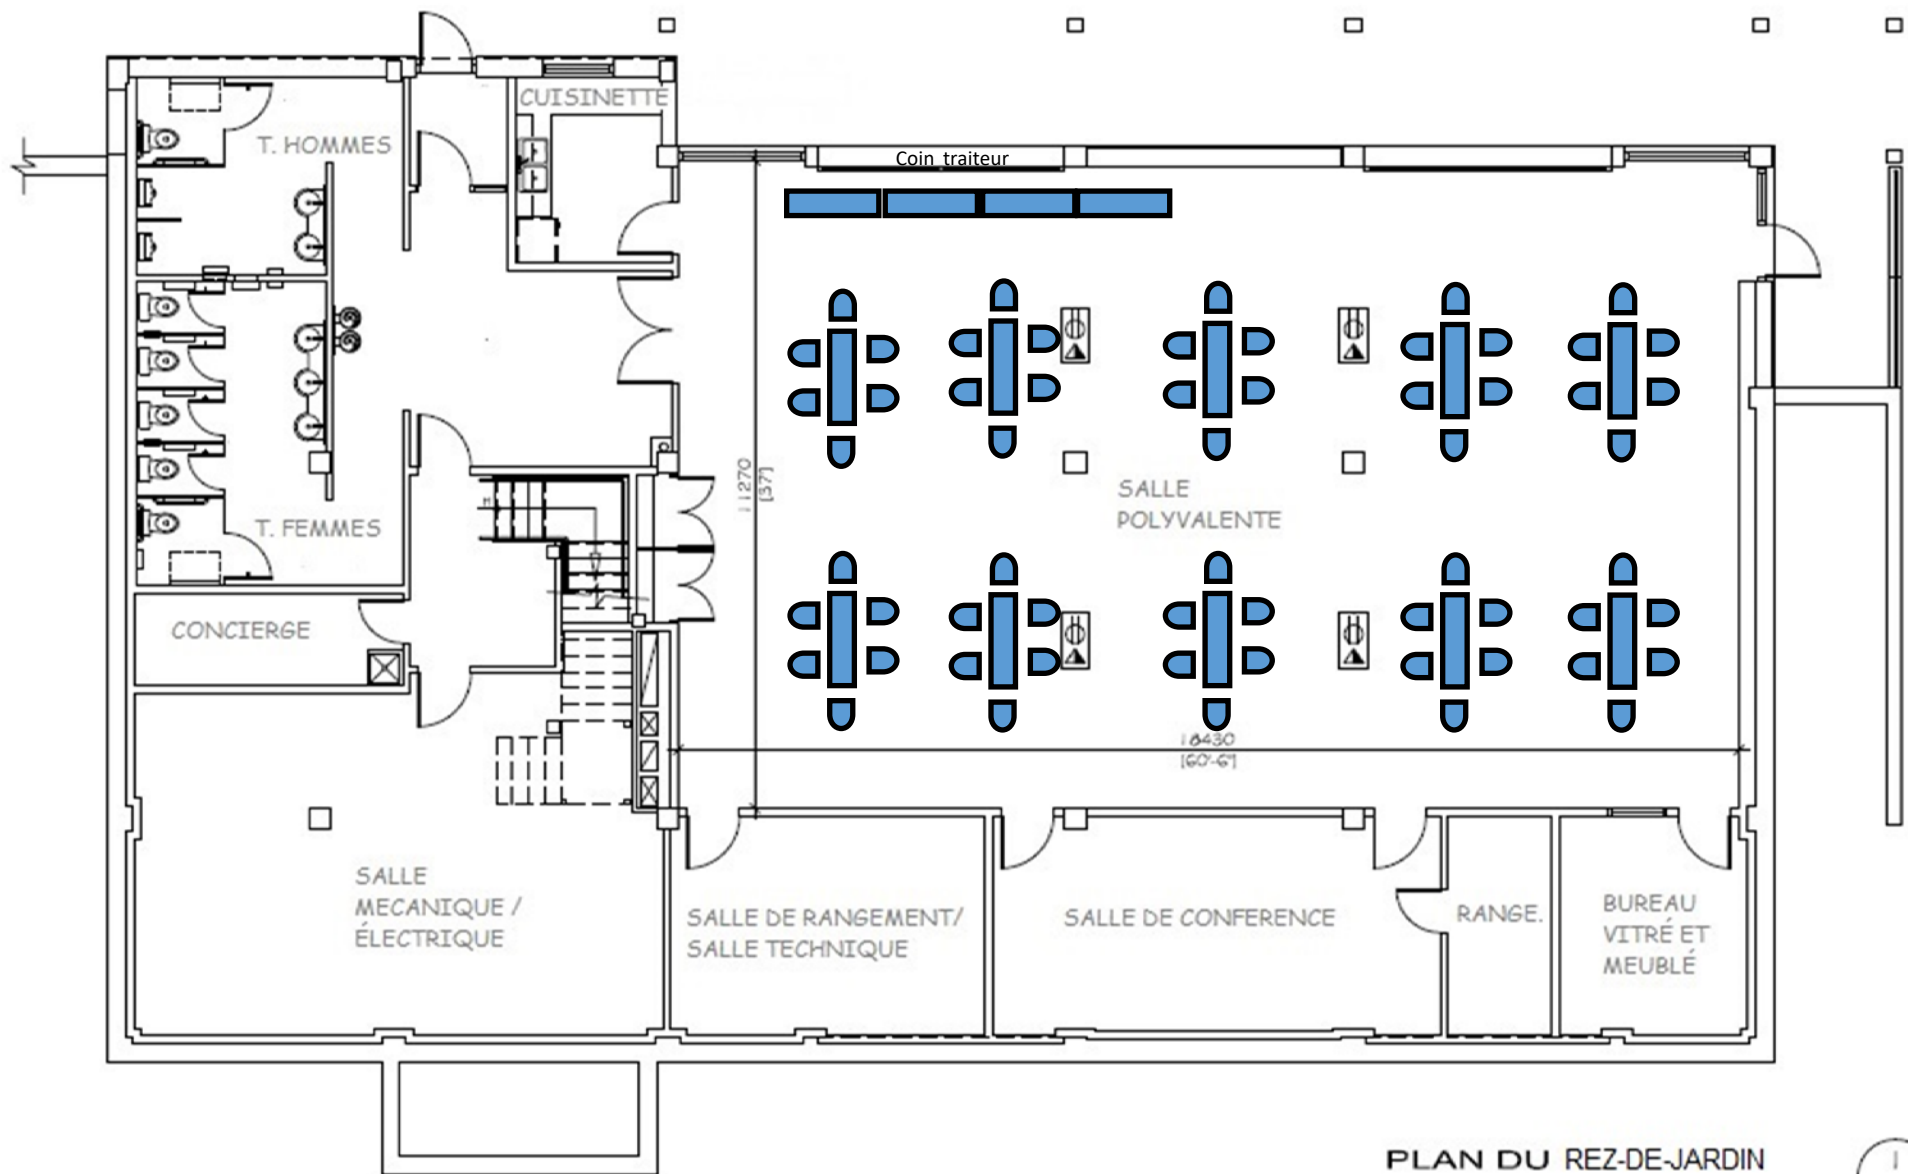 CUISINETTE
T. HOMMES
Coin traiteur
11270
[37']
SALLE
POLYVALENTE
T. FEMMES
H
CONCIERGE
18430
[60'-6"]
SALLE
MECANIQUE /
ÉLECTRIQUE
SALLE DE RANGEMENT/
SALLE TECHNIQUE
SALLE DE CONFERENCE
RANGE.
BUREAU
VITRÉ ET
MEUBLÉ
PLAN DU REZ-DE-JARDIN
1